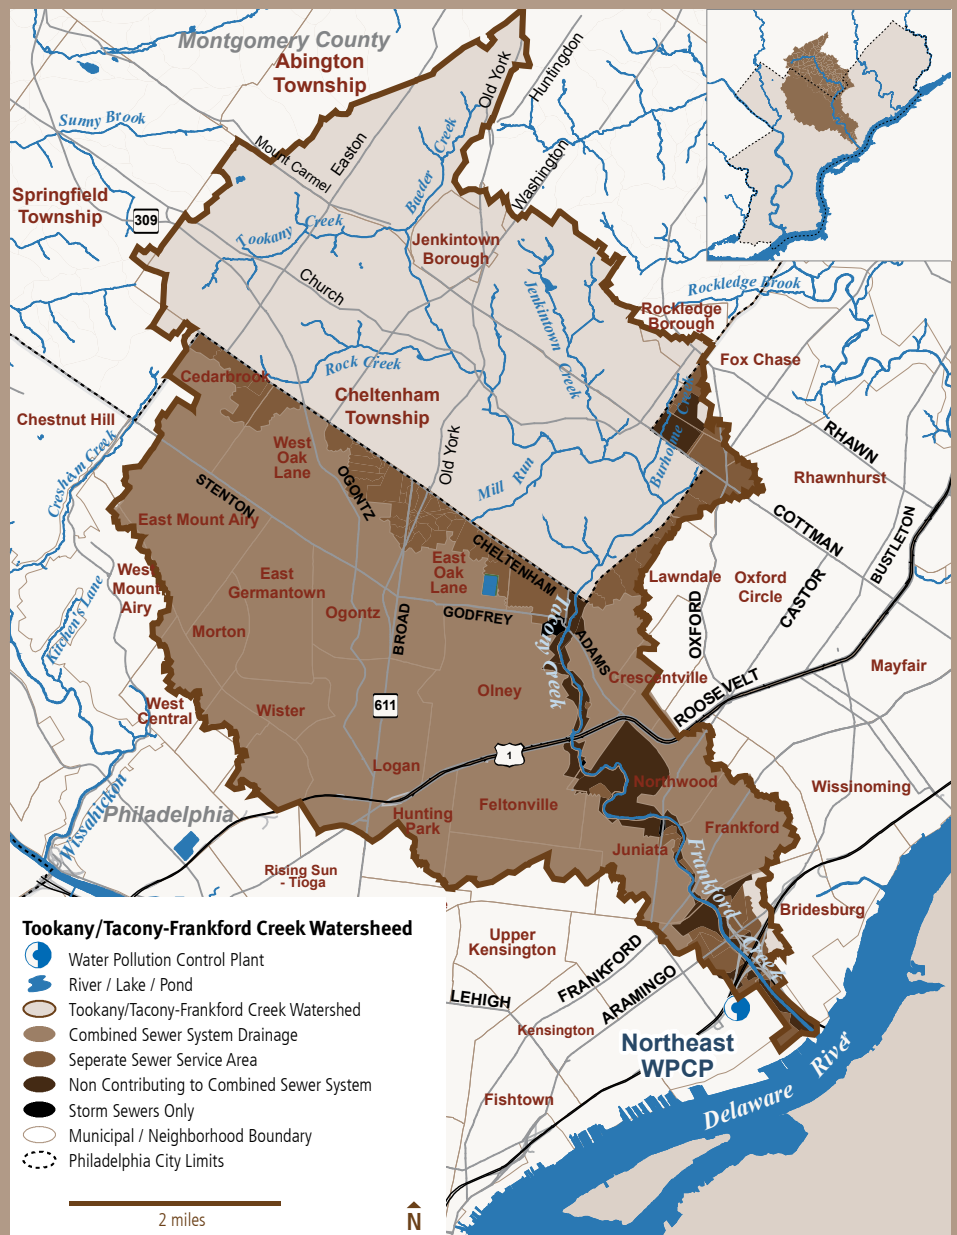 Montgomery County
Abington
Township
Old York
Huntingdon
Sunny Brook
Mount Carmel
Easton
Baeder
Creek
Washington
Springfield
Township
309
Tookany
Creek
Jenkintown
Borough
Church
Jenkintown
Creek
Rockledge Brook
Rockledge
Borough
Fox Chase
Rock Creek
Cedarbrook
Cheltenham
Township
Burholme Creek
Chestnut Hill
Cresheim Creek
West
Oak
Lane
OGONTZ
Old York
Mill Run
RHAWN
Rhawnhurst
STENTON
East Mount Airy
COTTMAN
BUSTLETON
CHELTENHAM
East
Oak
Lane
West
Mount
Airy
East
Germantown
Lawndale
Oxford
Circle
CASTOR
Kitchen's Lane
Ogontz
BROAD
GODFREY
Tacony Creek
ADAMS
OXFORD
Morton
Crescentville
ROOSEVELT
Mayfair
West
Central
Wister
611
Olney
1
Logan
Northwood
Wissinoming
Wissahickon
Philadelphia
Hunting
Park
Feltonville
Juniata
Frankford
Frankford
Creek
Rising Sun
- Tioga
Bridesburg
Upper
Kensington
FRANKFORD
ARAMINGO
LEHIGH
Kensington
Northeast
WPCP
Fishtown
Delaware
River
Tookany/Tacony-Frankford Creek Watersheed
Water Pollution Control Plant
River / Lake / Pond
Tookany/Tacony-Frankford Creek Watershed
Combined Sewer System Drainage
Seperate Sewer Service Area
Non Contributing to Combined Sewer System
Storm Sewers Only
Municipal / Neighborhood Boundary
Philadelphia City Limits
2 miles
N